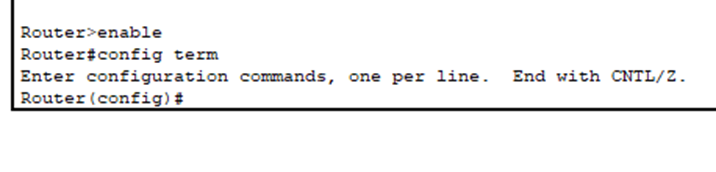 Router>enable
Router#config term
Enter configuration commands, one per line.  End with CNTL/Z.
Router(config)#